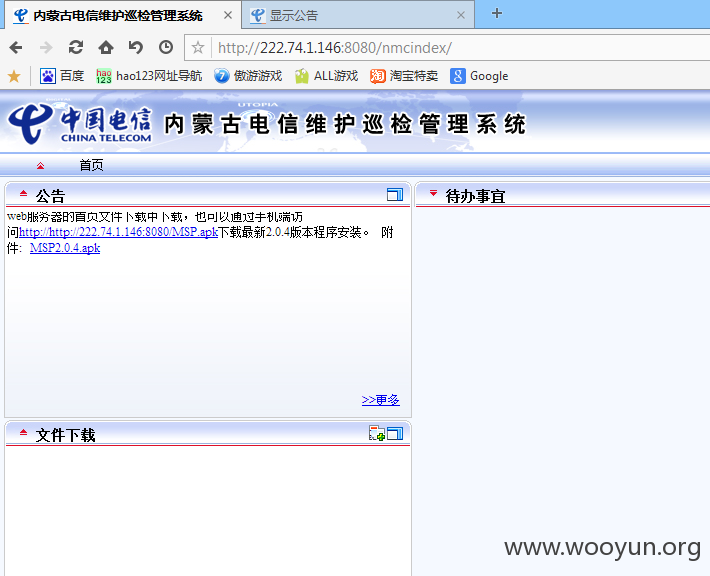 内蒙古电信维护巡检管理系统
显示公告
http://222.74.1.146:8080/nmcindex/
百度
hao123网址导航
傲游游戏
ALL游戏
淘宝特卖
Google
UTOPIA
中国电信
CHINA TELECOM
内蒙古电信维护巡检管理系统
首页
公告
web服务器的首页文件下载中下载，也可以通过手机端访
问http://http://222.74.1.146:8080/MSP.apk下载最新2.0.4版本程序安装。 附
件: MSP2.0.4.apk
>>更多
待办事宜
文件下载
www.wooyun.org